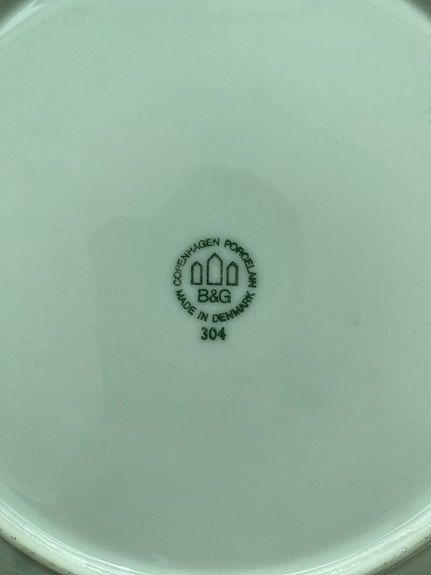 COPENHAGEN PORCELAIN
B&G
MADE IN DENMARK
304